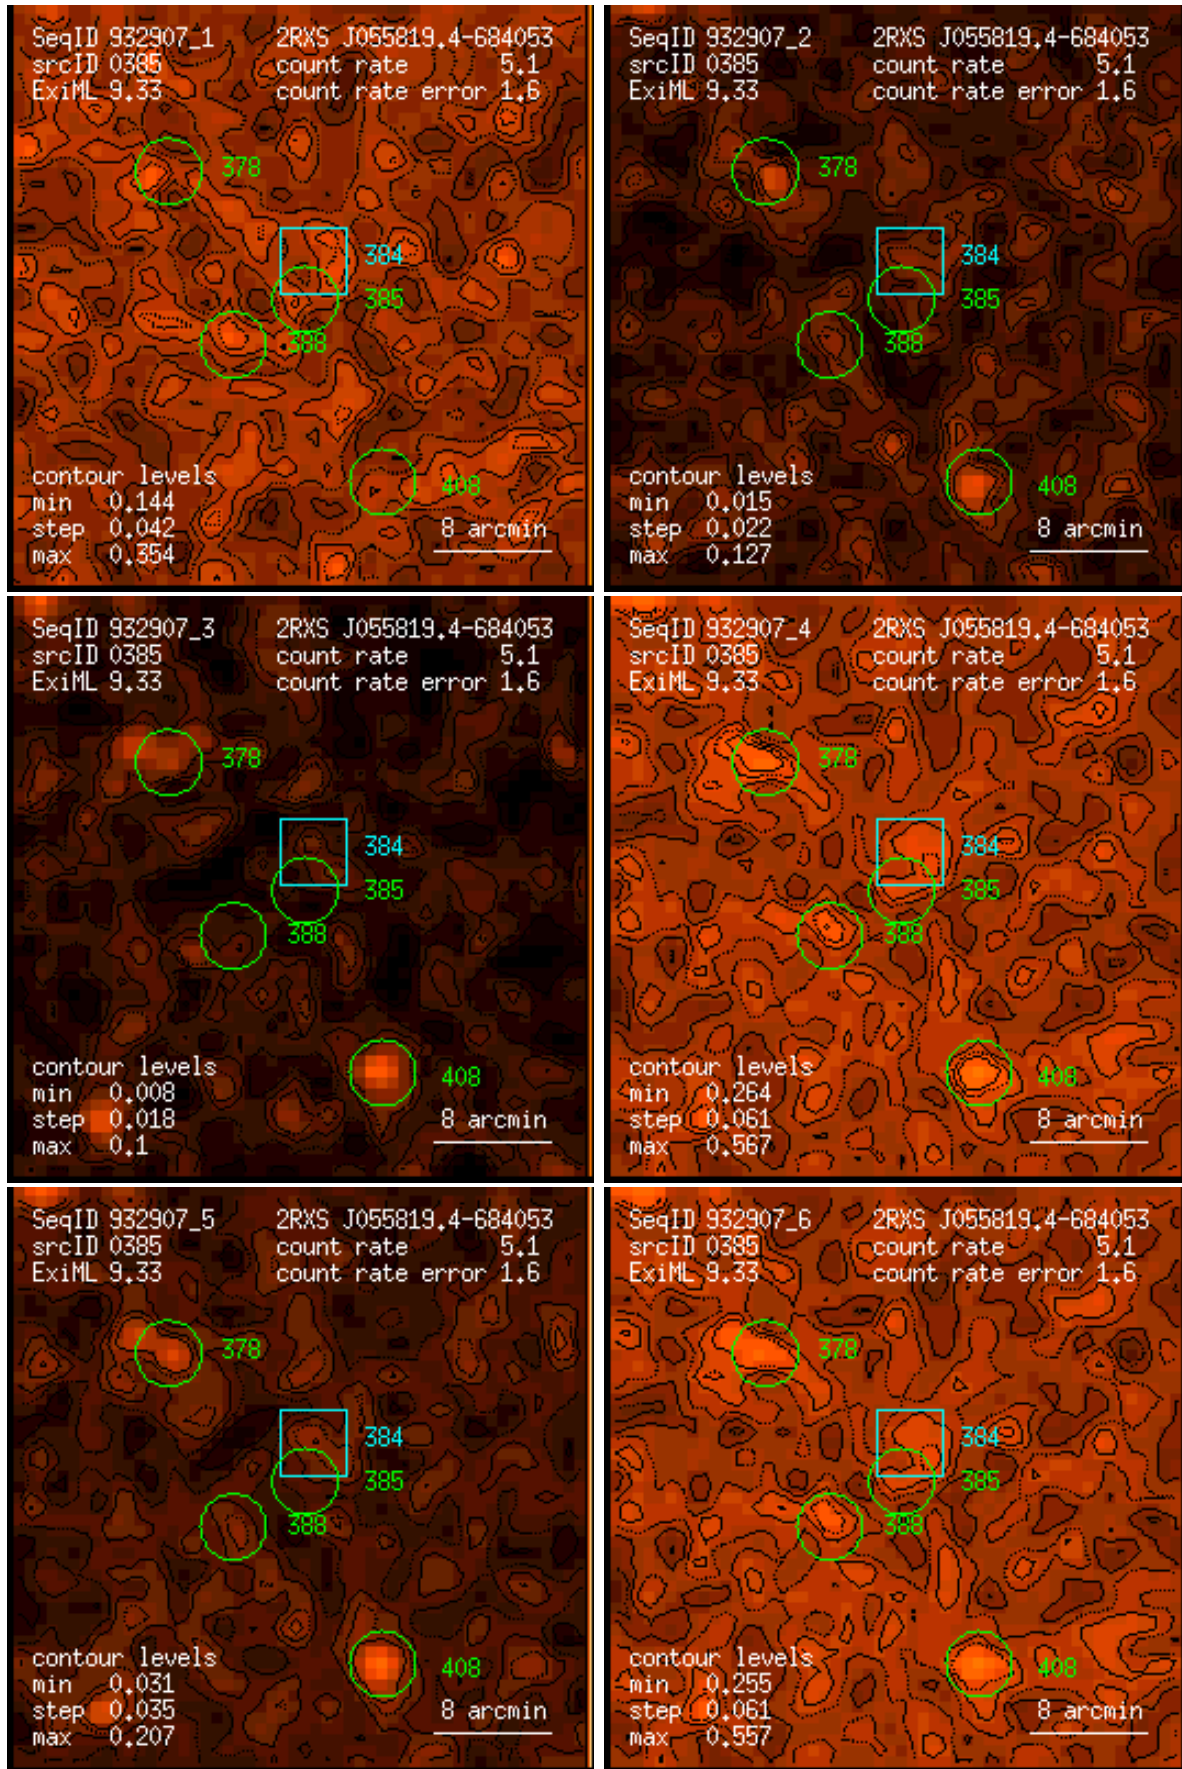 SeqID 932907_1 2RXS J055819.4-684053
srcID 0385 count rate 5.1
ExiML 9.33 count rate error 1.6
378
384
385
388
contour levels
min 0.144
408
step 0.042 8 arcmin
max 0.354
SeqID 932907_2 2RXS J055819.4-684053
srcID 0385 count rate 5.1
ExiML 9.33 count rate error 1.6
378
384
385
388
contour levels
min 0.015
408
step 0.022 8 arcmin
max 0.127
SeqID 932907_3 2RXS J055819.4-684053
srcID 0385 count rate 5.1
ExiML 9.33 count rate error 1.6
378
384
385
388
contour levels
408
min 0.008
step 0.018 8 arcmin
max 0.1
SeqID 932907_4 2RXS J055819.4-684053
srcID 0385 count rate 5.1
ExiML 9.33 count rate error 1.6
378
384
385
388
contour levels
408
min 0.264
step 0.061 8 arcmin
max 0.567
SeqID 932907_5 2RXS J055819.4-684053
srcID 0385 count rate 5.1
ExiML 9.33 count rate error 1.6
378
384
385
388
contour levels
408
min 0.031
step 0.035 8 arcmin
max 0.207
SeqID 932907_6 2RXS J055819.4-684053
srcID 0385 count rate 5.1
ExiML 9.33 count rate error 1.6
378
384
385
388
contour levels
408
min 0.255
step 0.061 8 arcmin
max 0.557